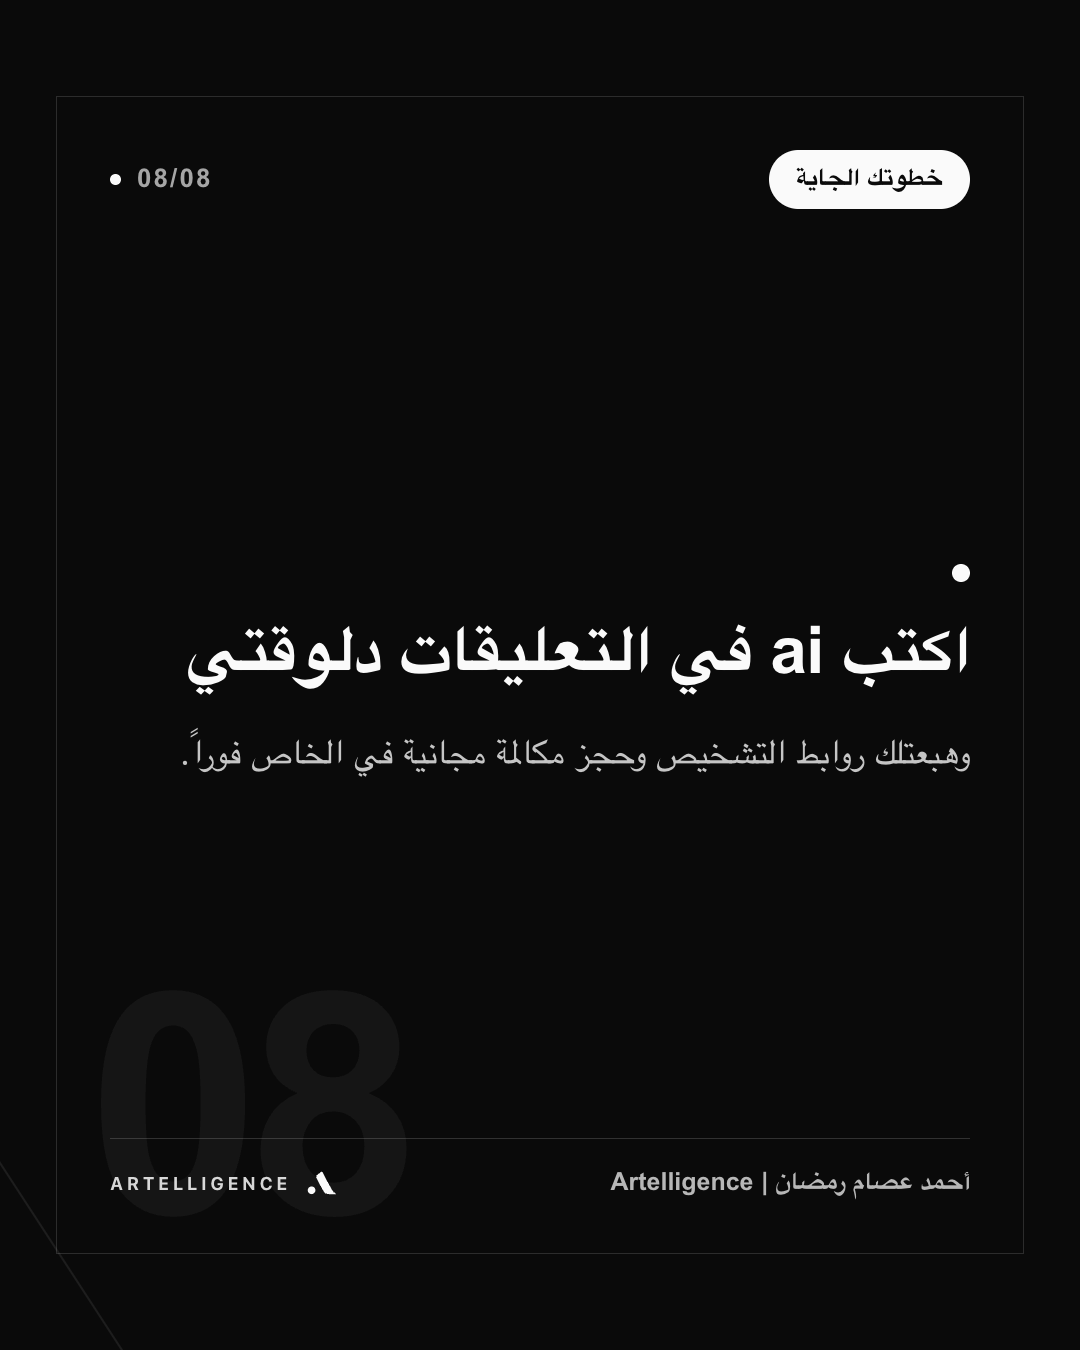 خطوتك الجاية
08/08
اكتب ai في التعليقات دلوقتي
وهبعتلك روابط التشخيص وحجز مكالمة مجانية في الخاص فوراً.
08
أحمد عصام رمضان | Artelligence
ARTELLIGENCE